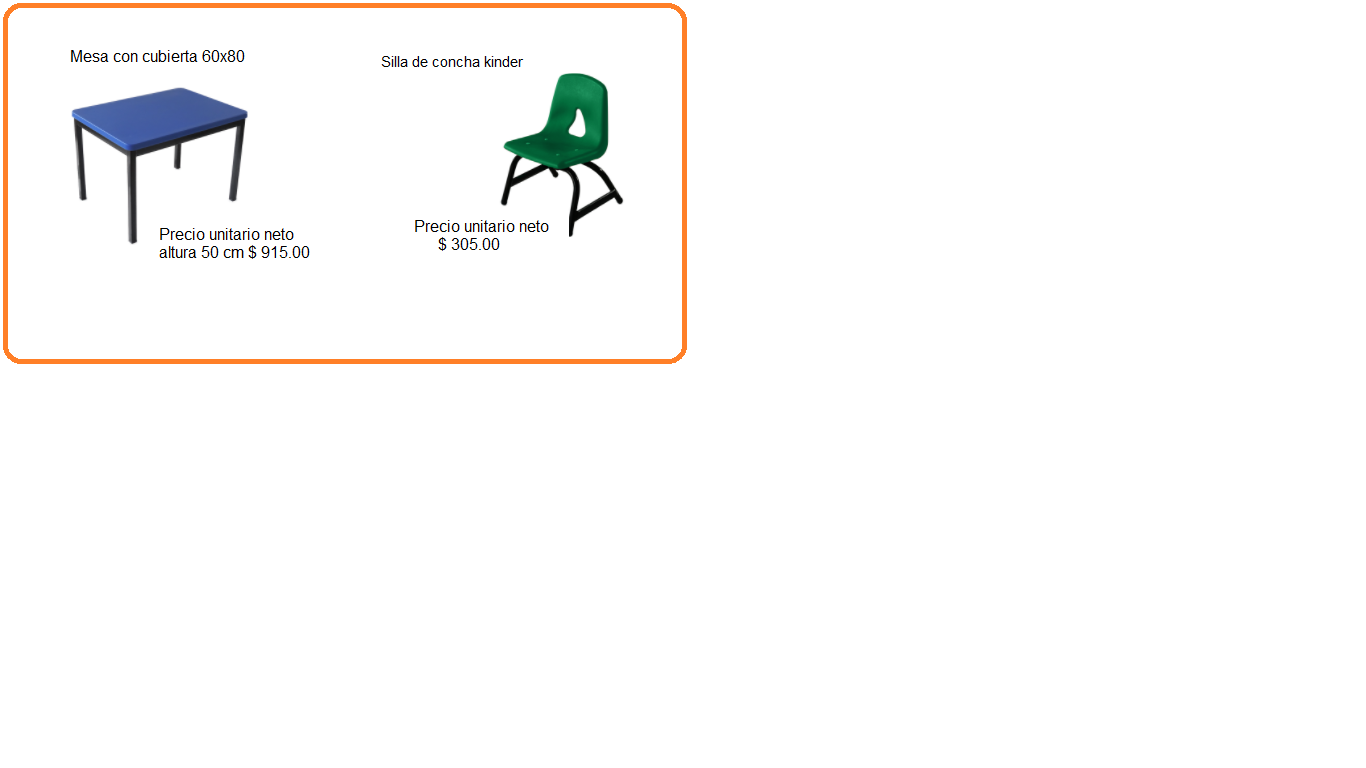 Mesa con cubierta 60x80
Silla de concha kinder
Precio unitario neto
altura 50 cm $ 915.00
Precio unitario neto
$ 305.00